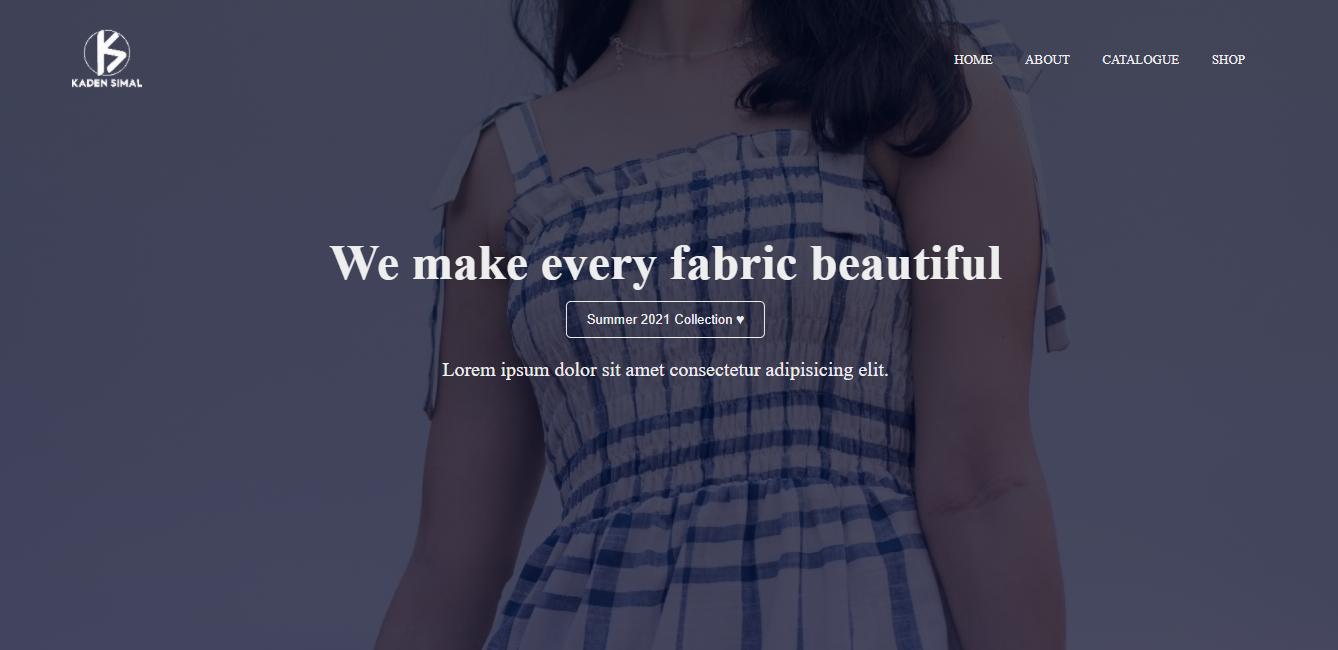 KADEN SIMAL
HOME ABOUT CATALOGUE SHOP
We make every fabric beautiful
Summer 2021 Collection ♥
Lorem ipsum dolor sit amet consectetur adipisicing elit.